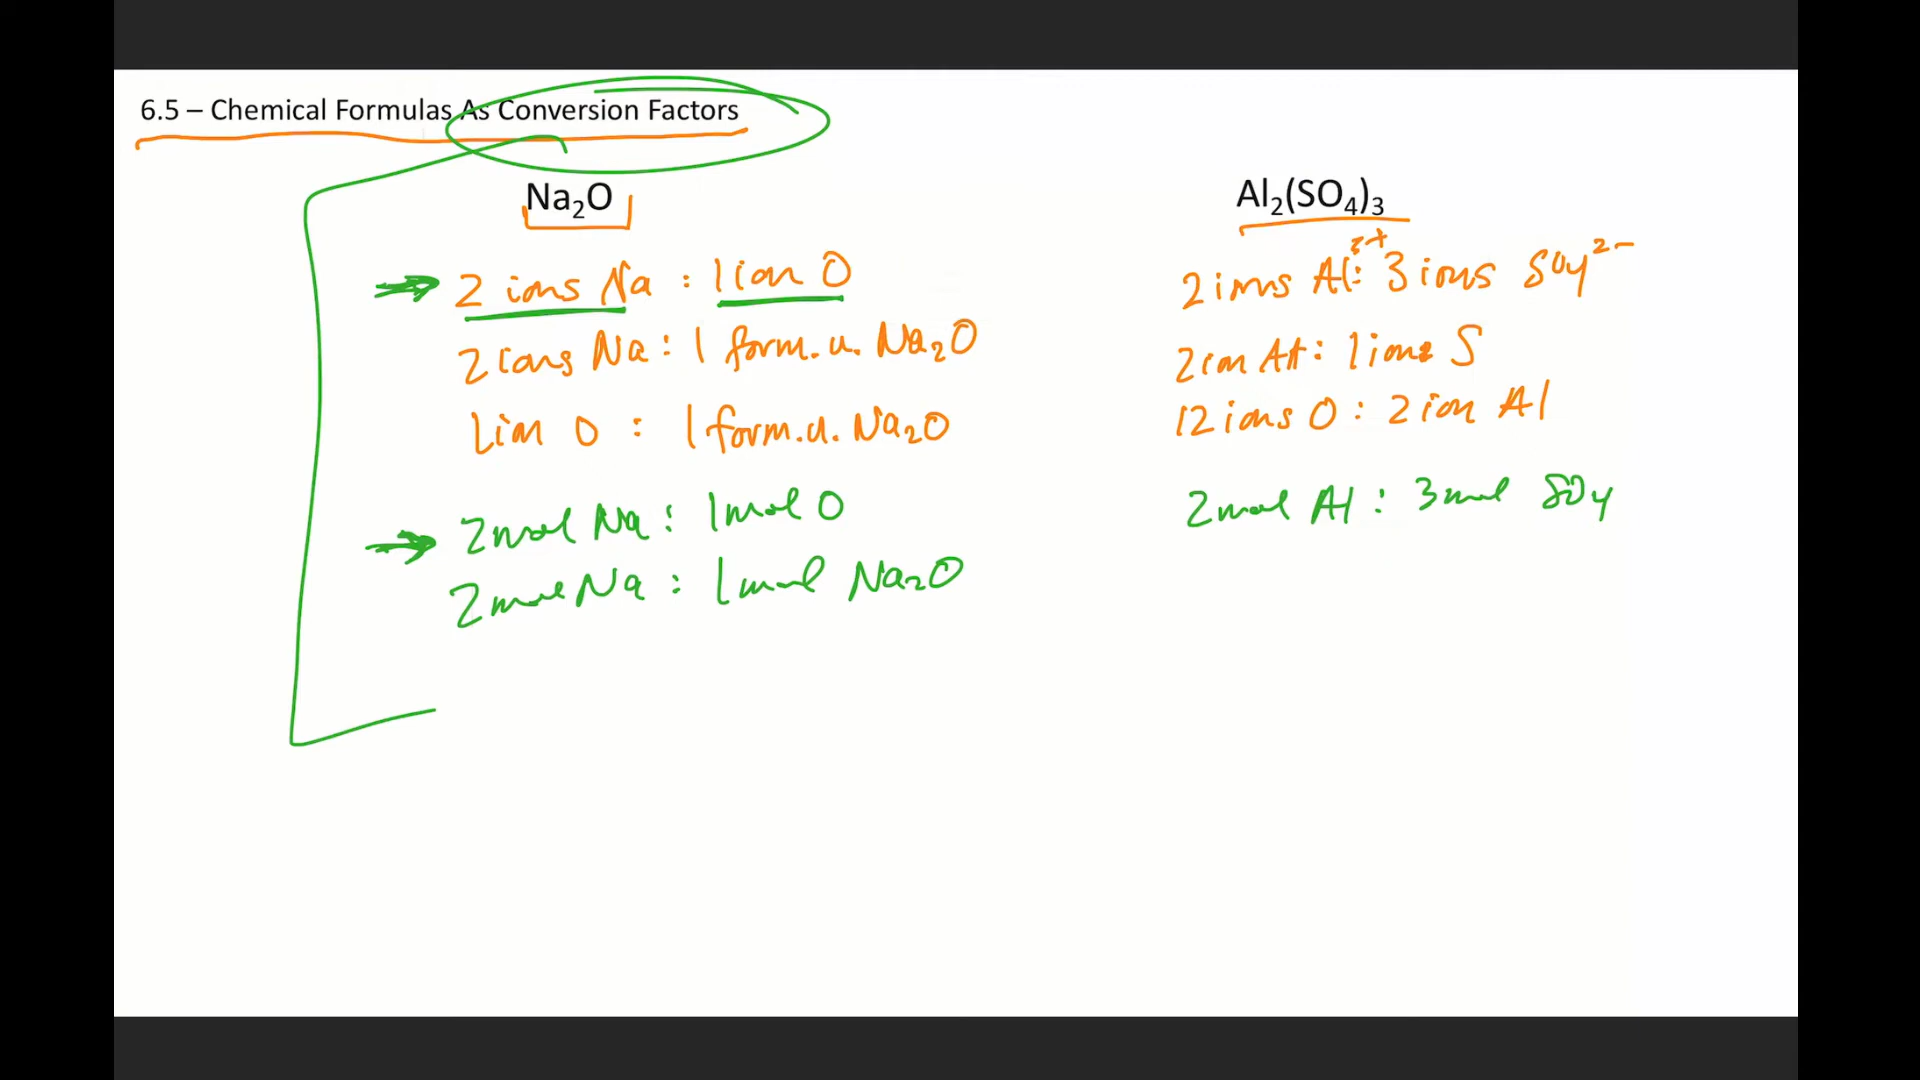 6.5 – Chemical Formulas As Conversion Factors
Na₂O
2 ions Na : 1 ion O
2 ions Na : 1 form. u. Na₂O
1 ion O : 1 form. u. Na₂O
2 mol Na : 1 mol O
2 mol Na : 1 mol Na₂O
Al₂(SO₄)₃
2 ions Al³⁺ : 3 ions SO₄²⁻
2 ion Al : 1 ion S
12 ions O : 2 ion Al
2 mol Al : 3 mol SO₄